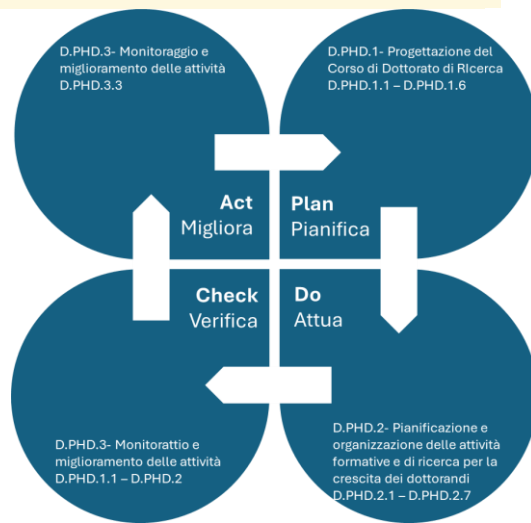 D.PHD.3- Monitoraggio e
miglioramento delle attività
D.PHD.3.3
Act
Migliora
D.PHD.1- Progettazione del
Corso di Dottorato di RIcerca
D.PHD.1.1 – D.PHD.1.6
Plan
Pianifica
Check
Verifica
D.PHD.3- Monitorattio e
miglioramento delle attività
D.PHD.1.1 – D.PHD.2
Do
Attua
D.PHD.2- Pianificazione e
organizzazione delle attività
formative e di ricerca per la
crescita dei dottorandi
D.PHD.2.1 – D.PHD.2.7